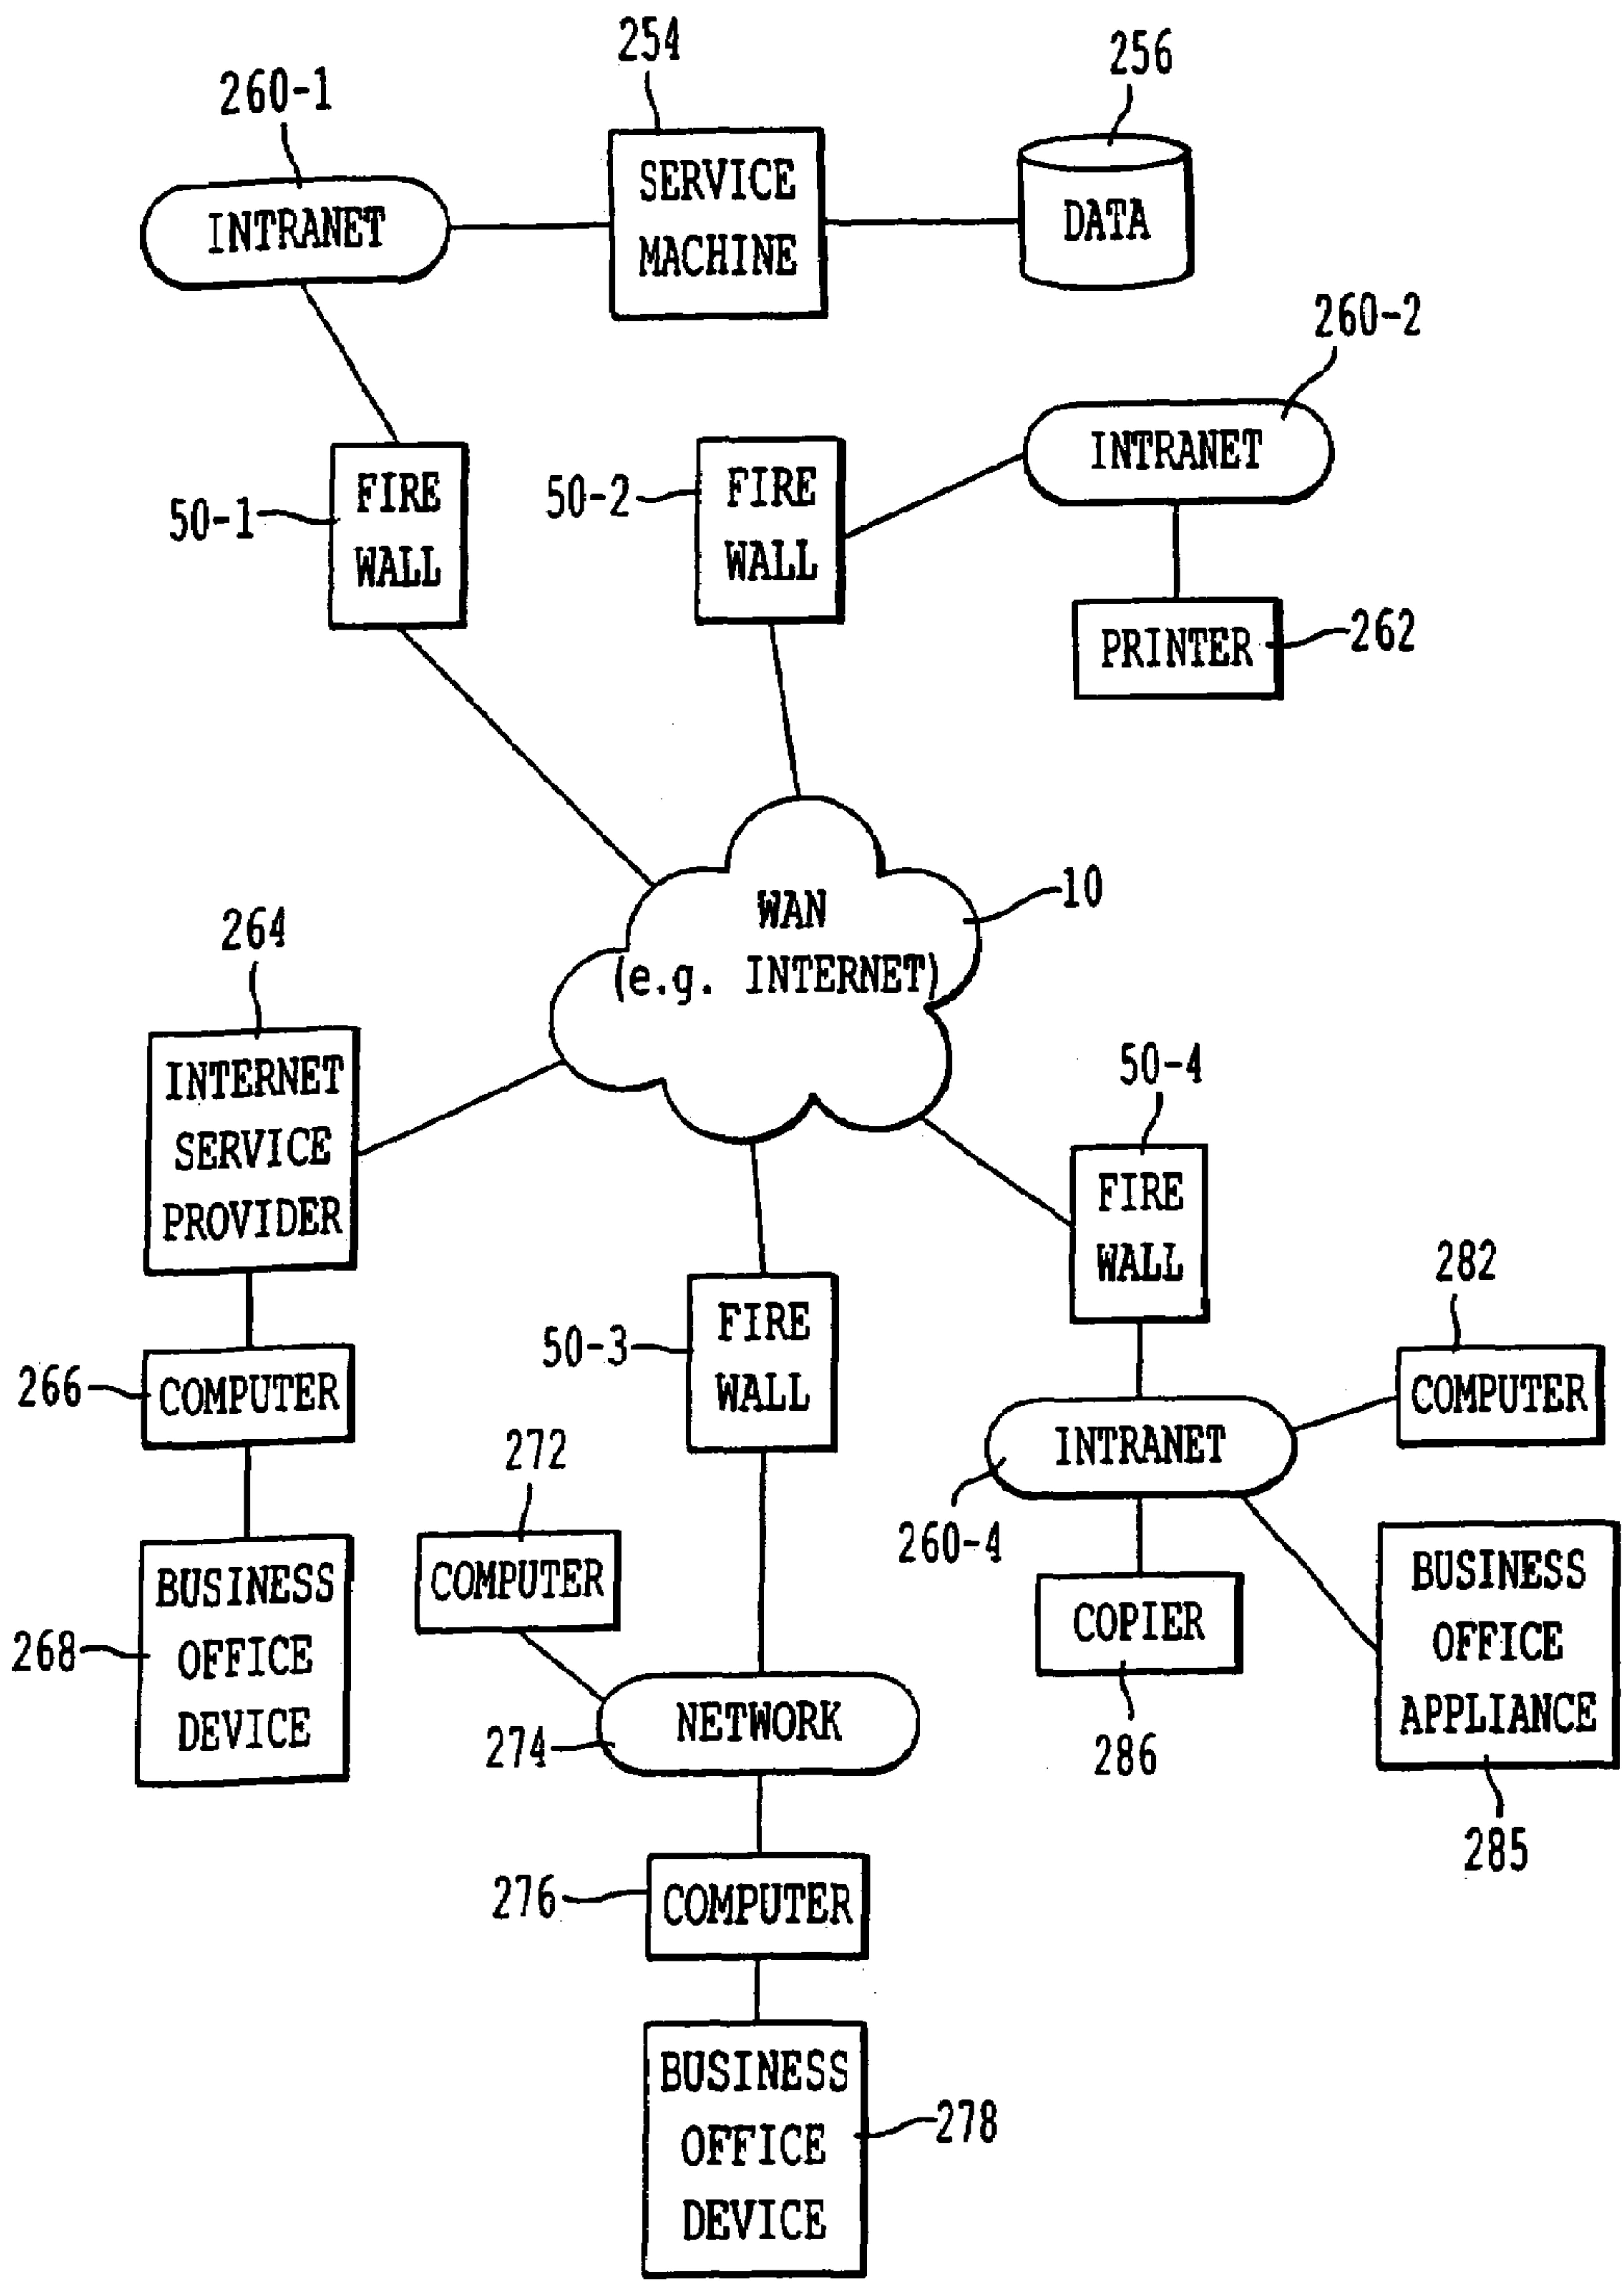 254
256
260-1
SERVICE
MACHINE
DATA
INTRANET
260-2
INTRANET
50-1
FIRE
WALL
50-2
FIRE
WALL
PRINTER
262
10
WAN
(e.g. INTERNET)
264
INTERNET
SERVICE
PROVIDER
50-4
FIRE
WALL
282
COMPUTER
266
COMPUTER
50-3
FIRE
WALL
INTRANET
260-4
272
COMPUTER
268
BUSINESS
OFFICE
DEVICE
COPIER
286
BUSINESS
OFFICE
APPLIANCE
285
274
NETWORK
276
COMPUTER
BUSINESS
OFFICE
DEVICE
278